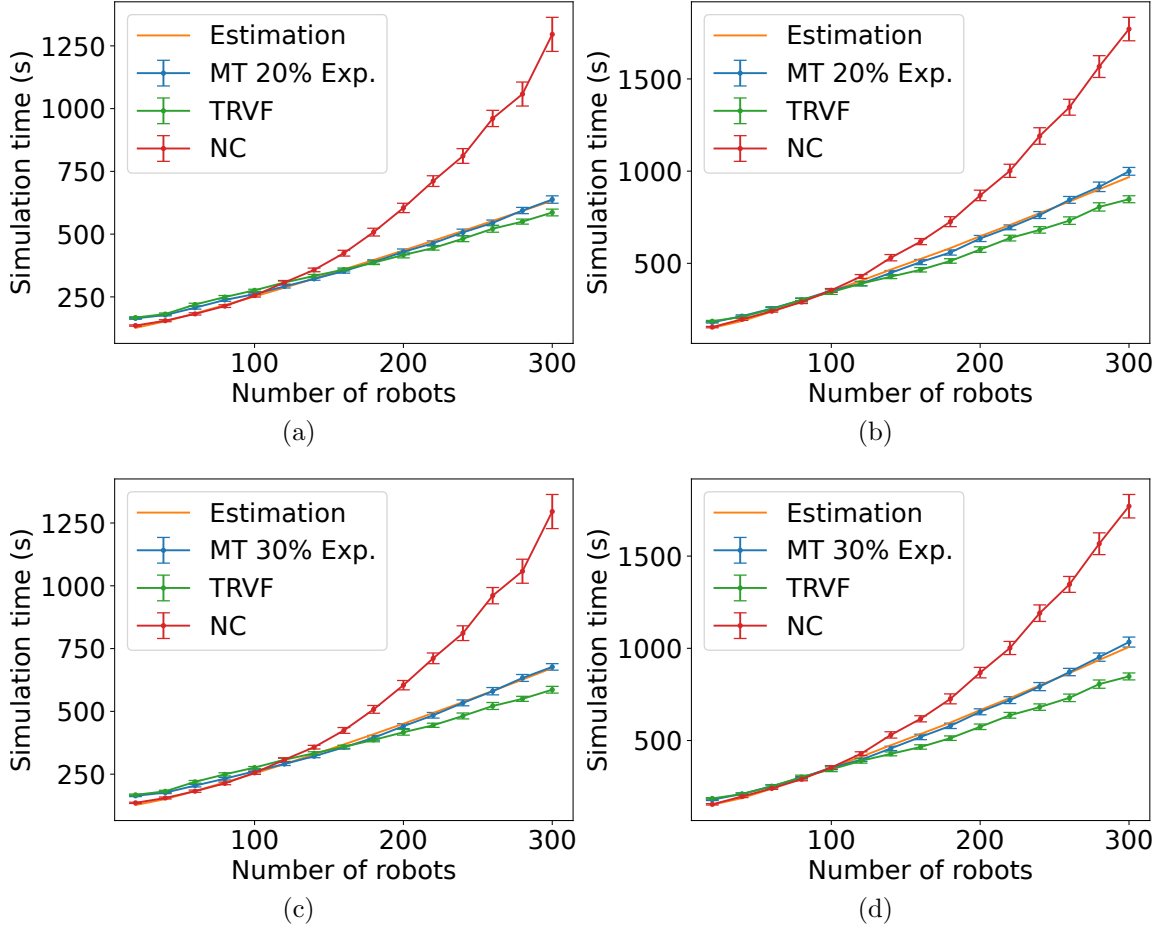 Simulation time (s)
1250
1000
750
500
250
Estimation
MT 20% Exp.
TRVF
NC
100 200 300
Number of robots
(a)
Simulation time (s)
1500
1000
500
Estimation
MT 20% Exp.
TRVF
NC
100 200 300
Number of robots
(b)
Simulation time (s)
1250
1000
750
500
250
Estimation
MT 30% Exp.
TRVF
NC
100 200 300
Number of robots
(c)
Simulation time (s)
1500
1000
500
Estimation
MT 30% Exp.
TRVF
NC
100 200 300
Number of robots
(d)